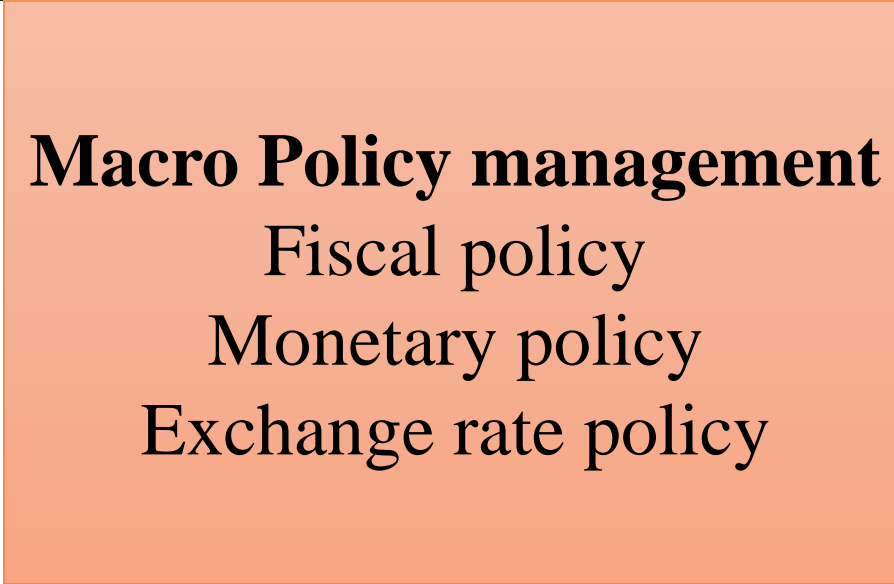 Macro Policy management
Fiscal policy
Monetary policy
Exchange rate policy